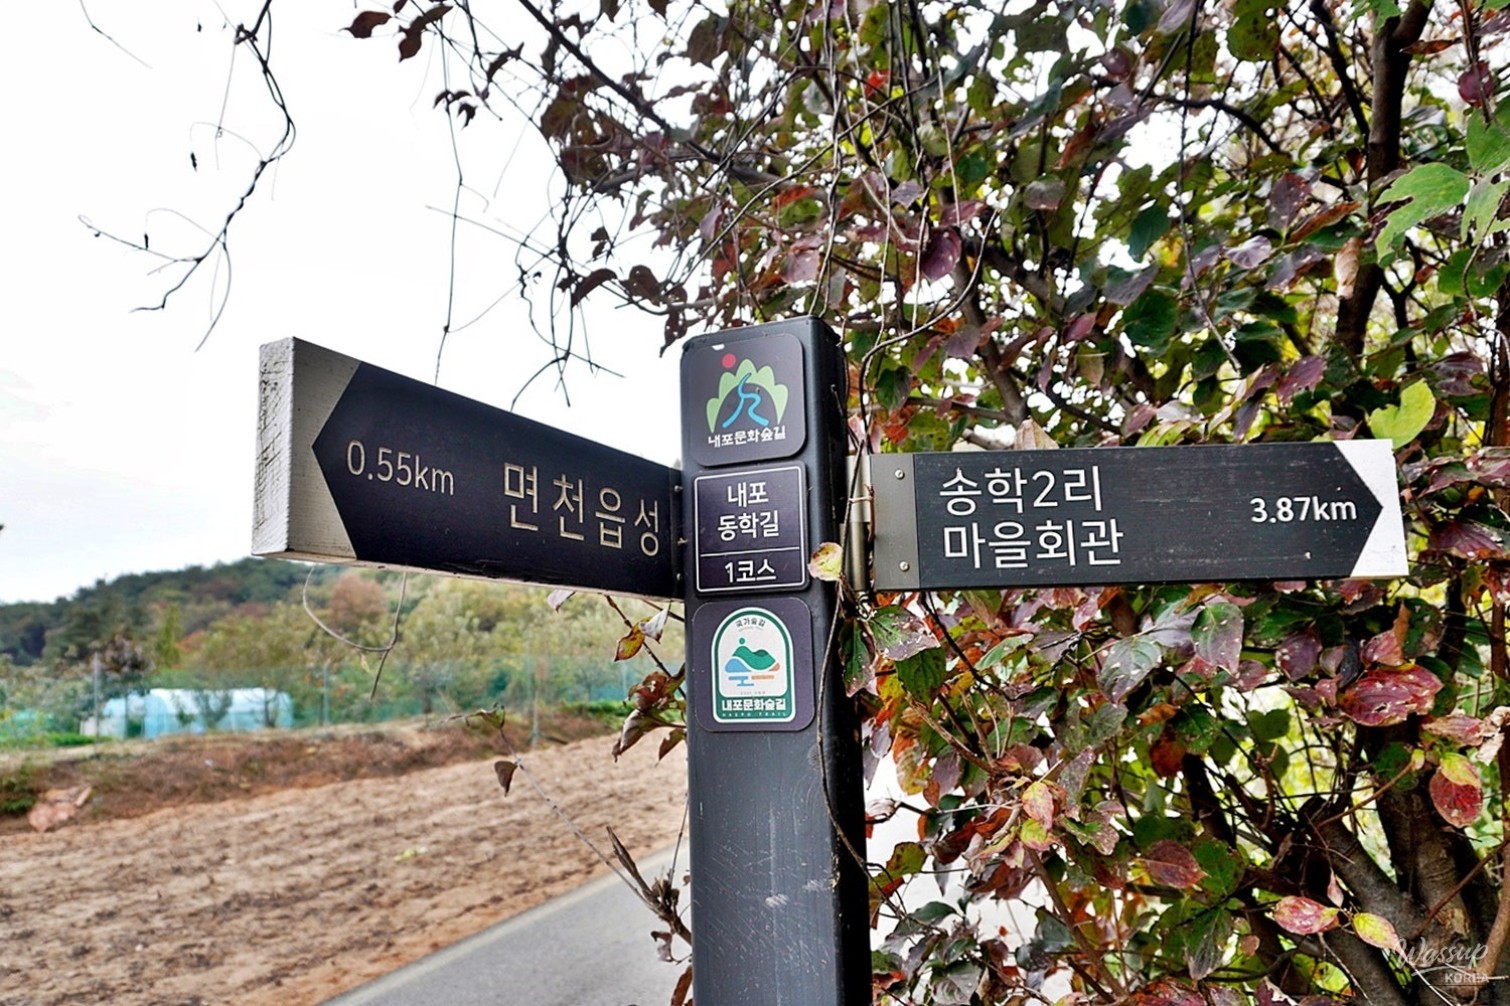 0.55km 면천읍성
내포문화숲길
내포
동학길
1코스
국가숲길
내포문화숲길
NAEPO TRAIL
송학2리
마을회관
3.87km
Wassup
KOREA